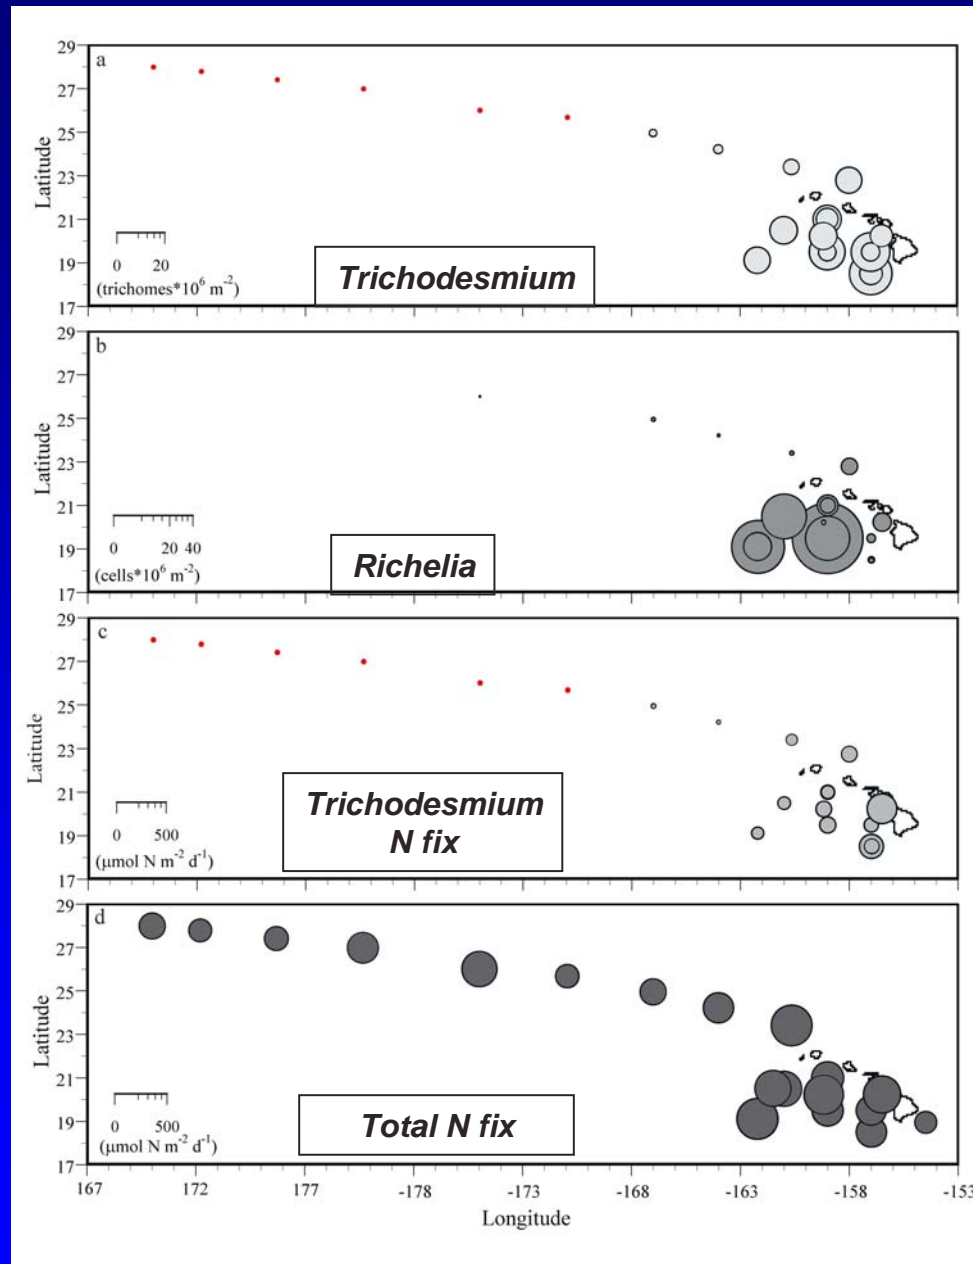 29
a
27
25
23
21
19
17
Latitude
0 20
(trichomes*10⁶ m⁻²)
Trichodesmium
29
b
27
25
23
21
19
17
Latitude
0 20 40
(cells*10⁶ m⁻²)
Richelia
29
c
27
25
23
21
19
17
Latitude
0 500
(μmol N m⁻² d⁻¹)
Trichodesmium
N fix
29
d
27
25
23
21
19
17
Latitude
0 500
(μmol N m⁻² d⁻¹)
Total N fix
167 172 177 -178 -173 -168 -163 -158 -153
Longitude